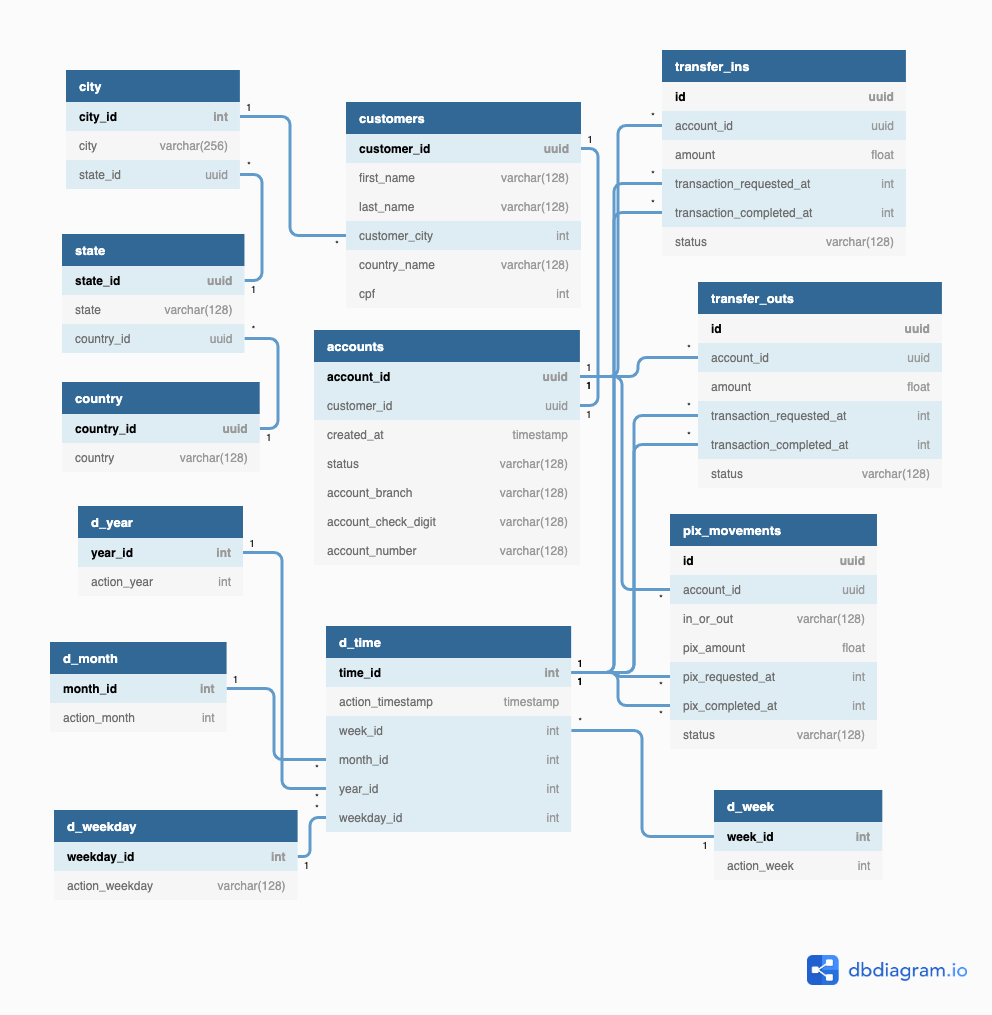 city
city_id int
city varchar(256)
state_id uuid
state
state_id uuid
state varchar(128)
country_id uuid
country
country_id uuid
country varchar(128)
d_year
year_id int
action_year int
d_month
month_id int
action_month int
d_weekday
weekday_id int
action_weekday varchar(128)
customers
customer_id uuid
first_name varchar(128)
last_name varchar(128)
customer_city int
country_name varchar(128)
cpf int
accounts
account_id uuid
customer_id uuid
created_at timestamp
status varchar(128)
account_branch varchar(128)
account_check_digit varchar(128)
account_number varchar(128)
d_time
time_id int
action_timestamp timestamp
week_id int
month_id int
year_id int
weekday_id int
transfer_ins
id uuid
account_id uuid
amount float
transaction_requested_at int
transaction_completed_at int
status varchar(128)
transfer_outs
id uuid
account_id uuid
amount float
transaction_requested_at int
transaction_completed_at int
status varchar(128)
pix_movements
id uuid
account_id uuid
in_or_out varchar(128)
pix_amount float
pix_requested_at int
pix_completed_at int
status varchar(128)
d_week
week_id int
action_week int
1
*
*
1
*
1
1
1
*
*
*
1
1
*
1
1
1
1
1
*
1
*
*
*
*
*
*
*
*
*
dbdiagram.io